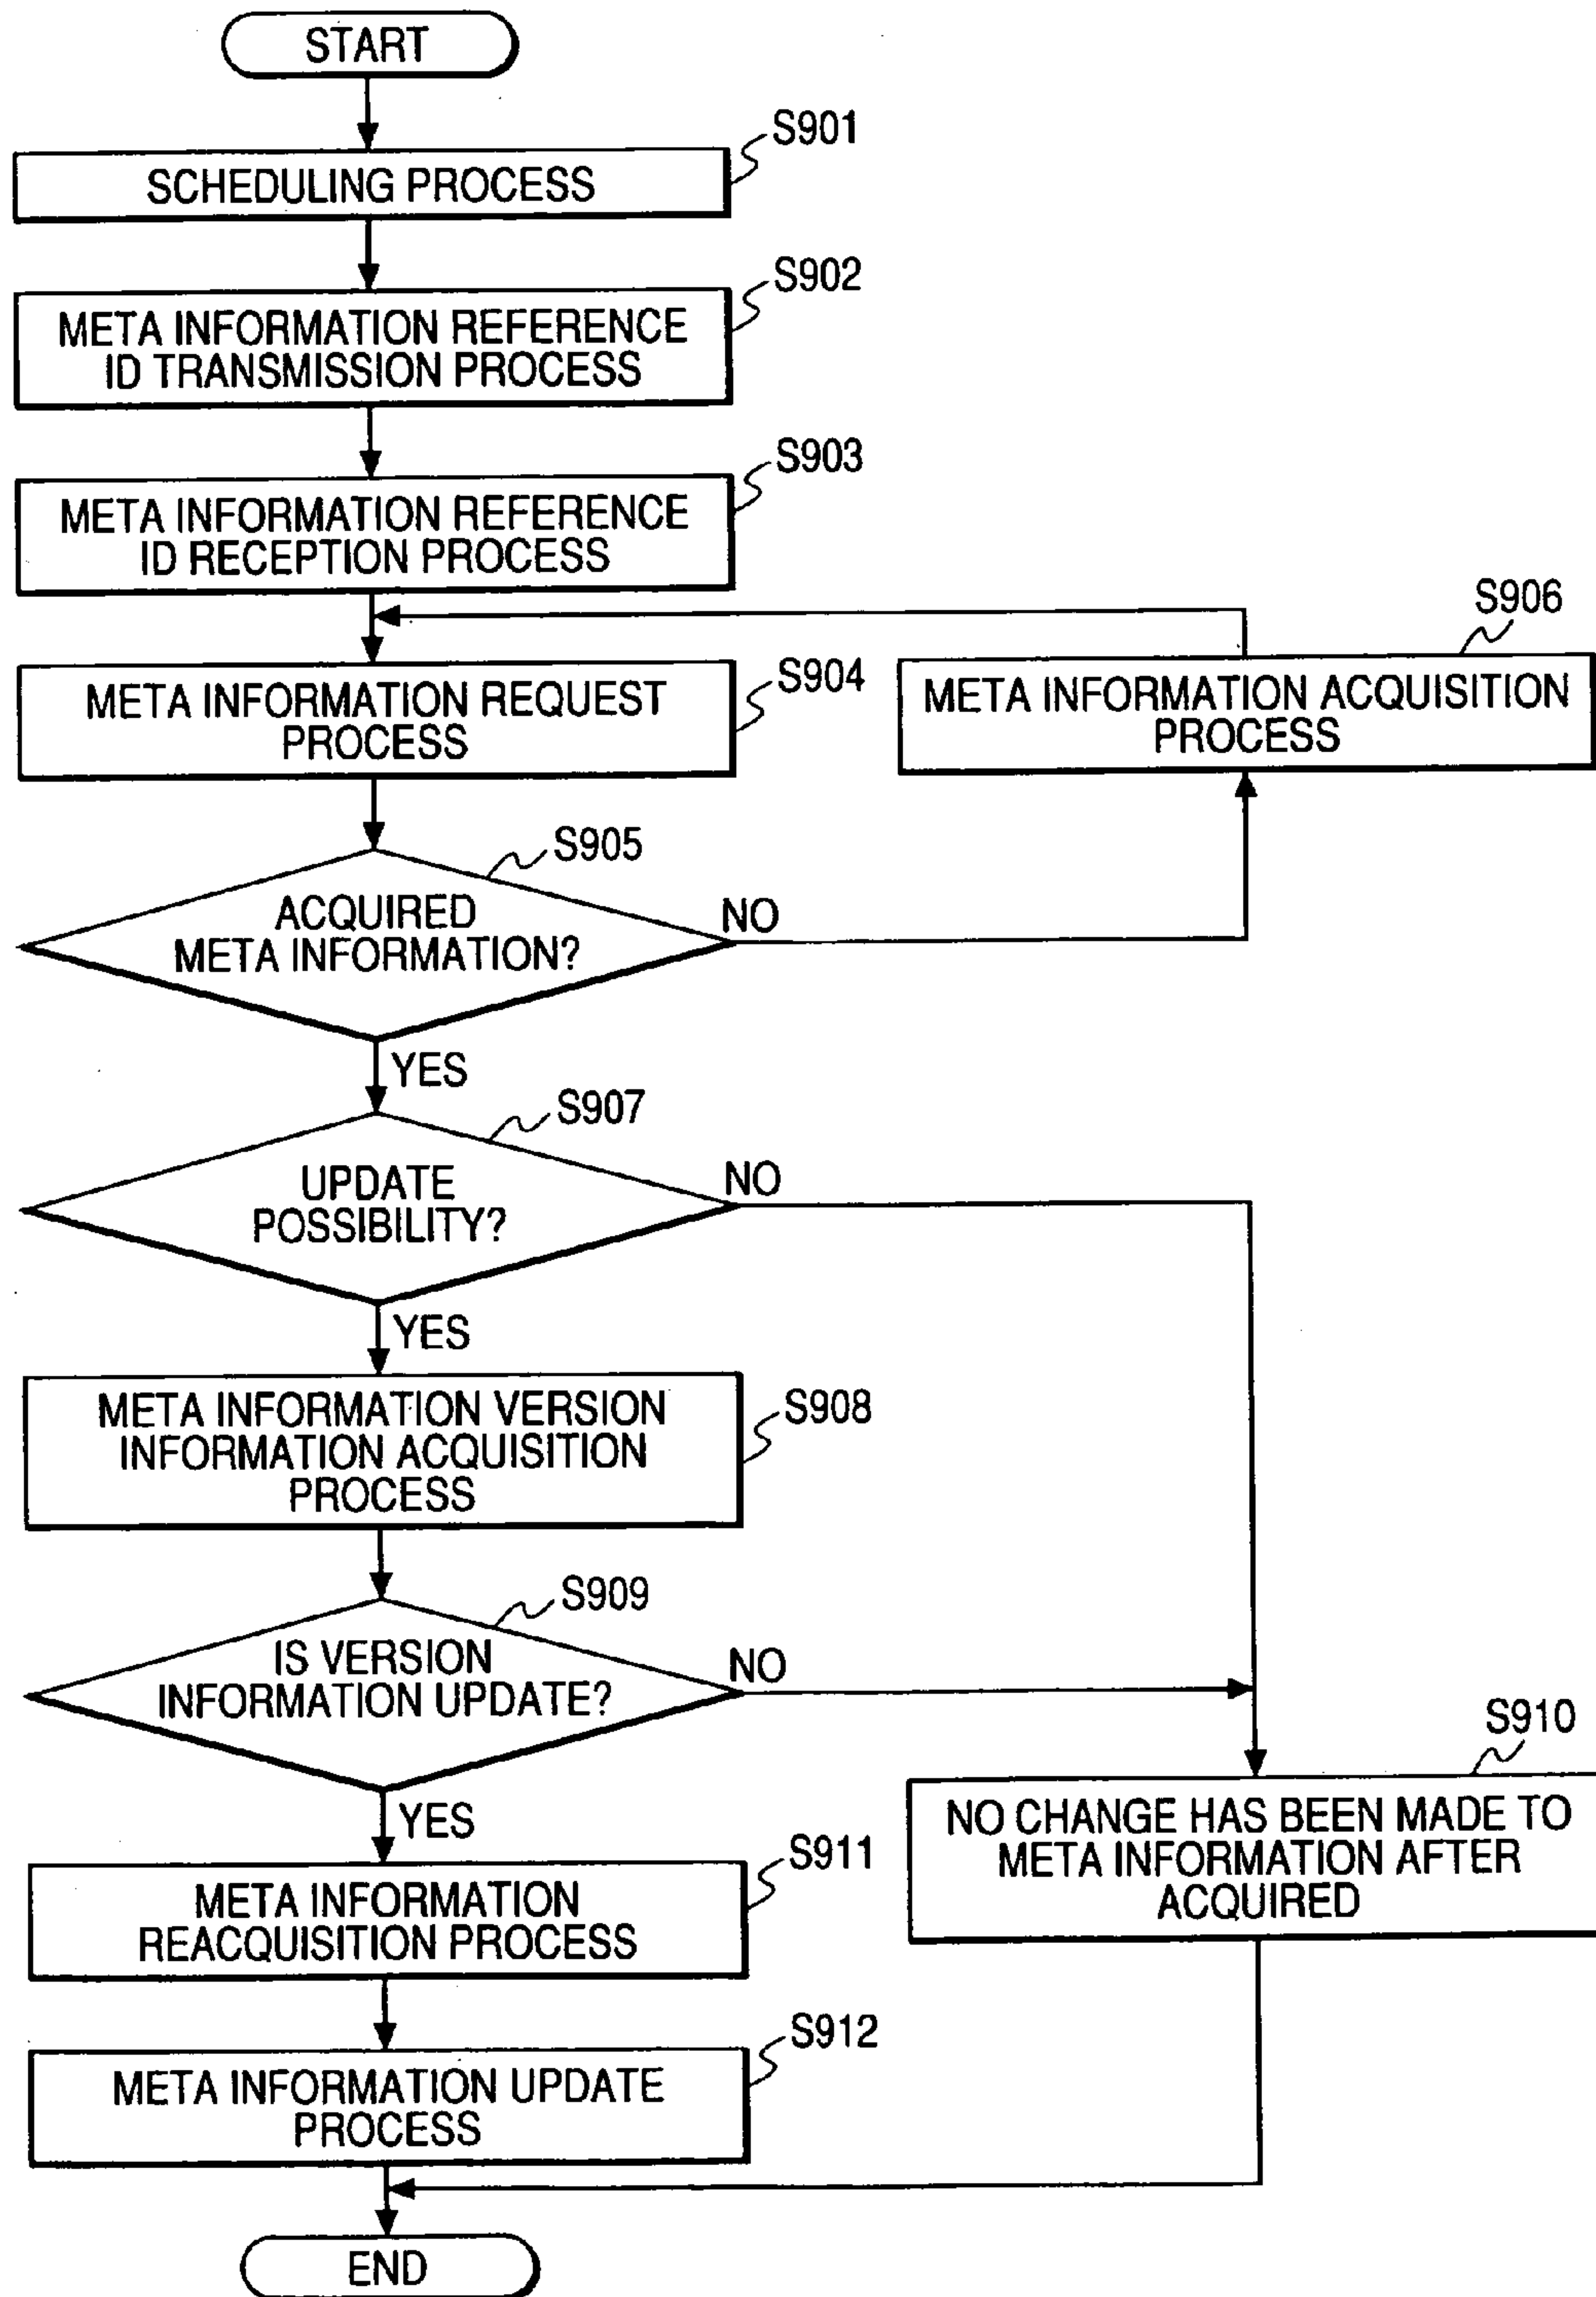 START
S901
SCHEDULING PROCESS
S902
META INFORMATION REFERENCE
ID TRANSMISSION PROCESS
S903
META INFORMATION REFERENCE
ID RECEPTION PROCESS
S904
META INFORMATION REQUEST
PROCESS
S906
META INFORMATION ACQUISITION
PROCESS
S905
ACQUIRED
META INFORMATION?
NO
YES
S907
UPDATE
POSSIBILITY?
NO
YES
S908
META INFORMATION VERSION
INFORMATION ACQUISITION
PROCESS
S909
IS VERSION
INFORMATION UPDATE?
NO
YES
S910
NO CHANGE HAS BEEN MADE TO
META INFORMATION AFTER
ACQUIRED
S911
META INFORMATION
REACQUISITION PROCESS
S912
META INFORMATION UPDATE
PROCESS
END